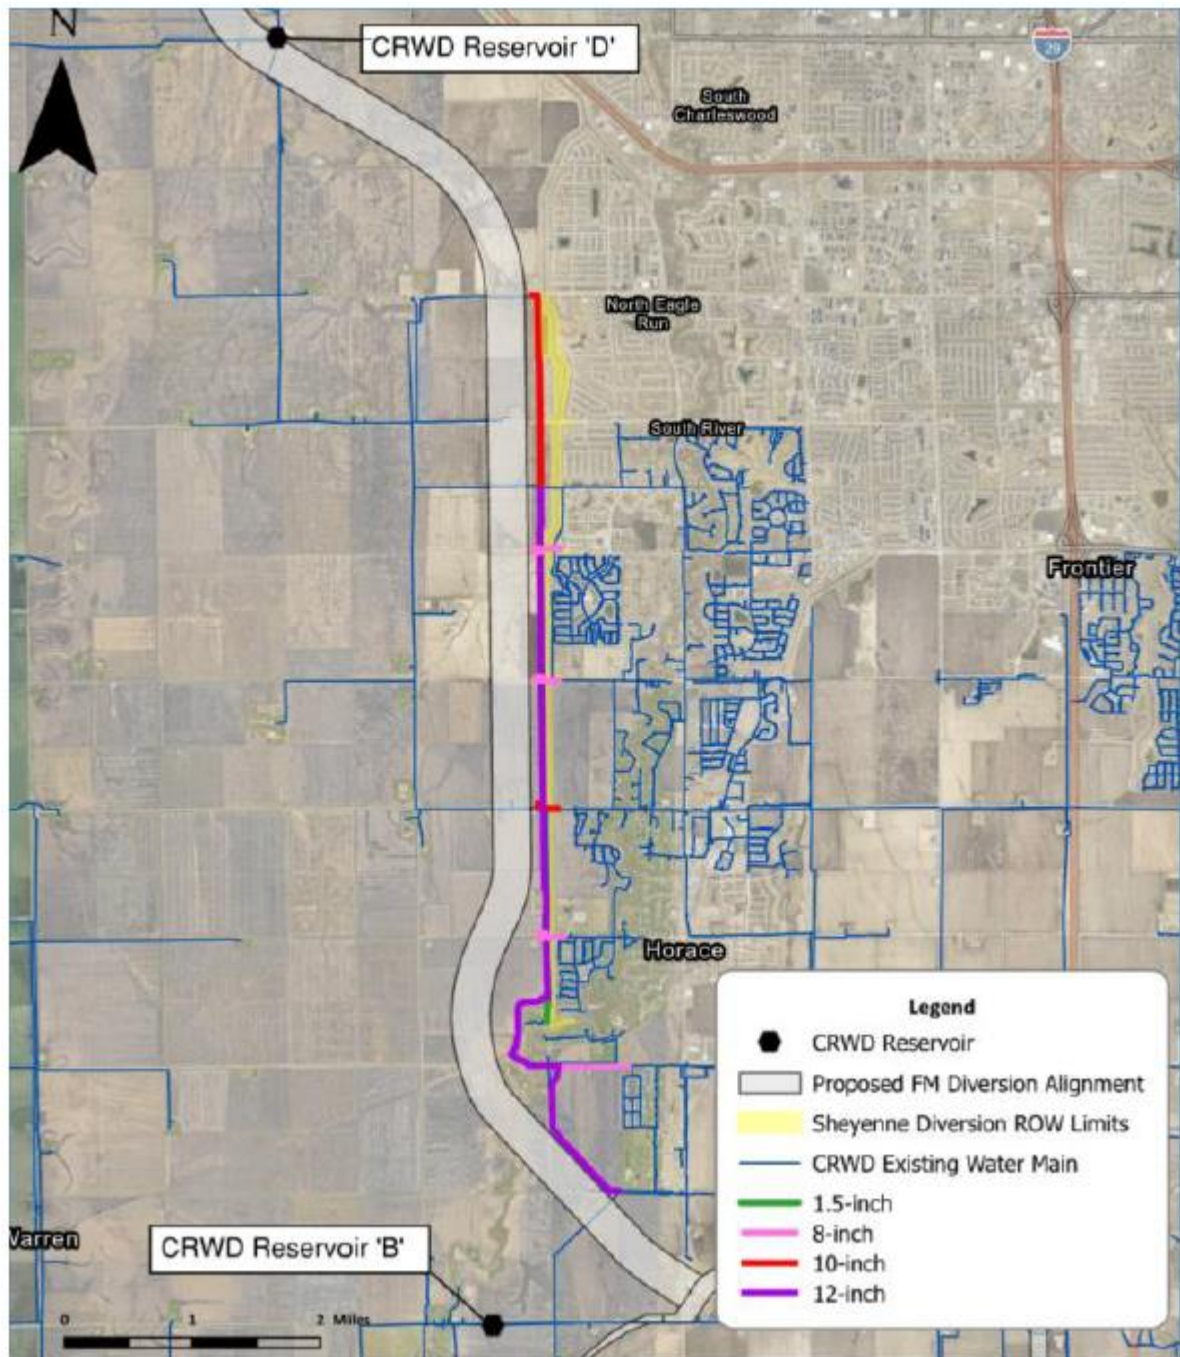 N
CRWD Reservoir 'D'
29
South
Charleswood
North Eagle
Run
South River
Frontier
Horace
Warren
CRWD Reservoir 'B'
0 1 2 Miles
Legend
CRWD Reservoir
Proposed FM Diversion Alignment
Sheyenne Diversion ROW Limits
CRWD Existing Water Main
1.5-inch
8-inch
10-inch
12-inch